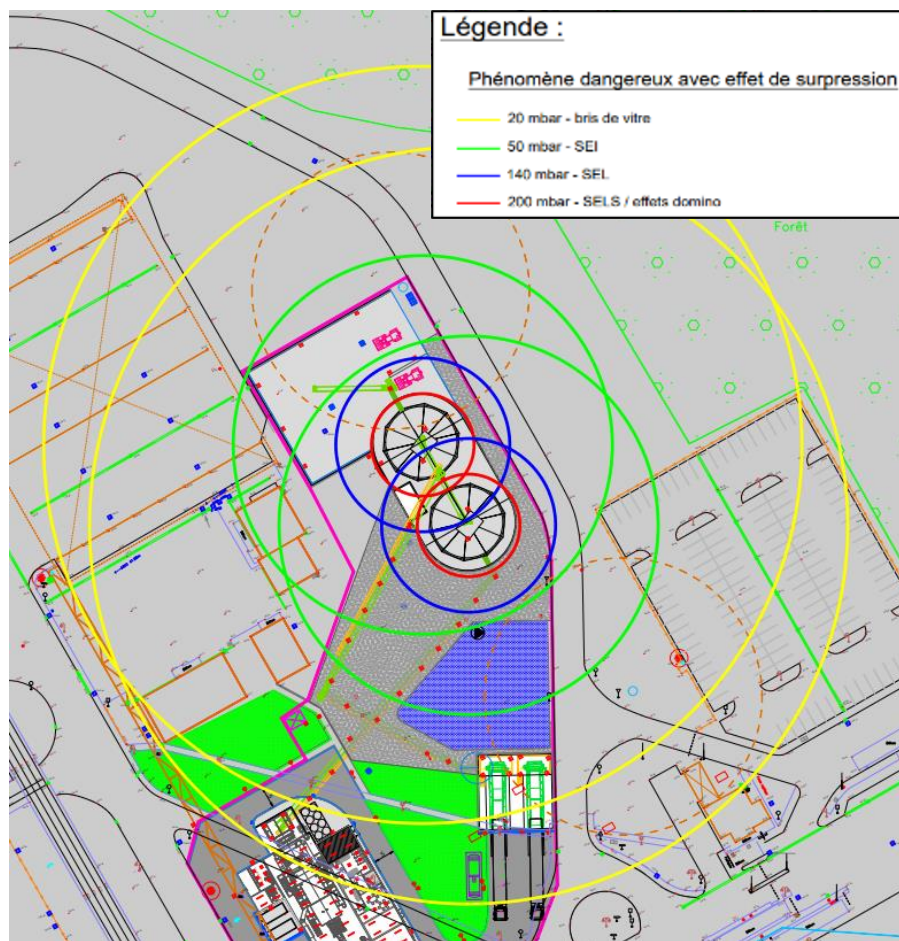 Légende :
Phénomène dangereux avec effet de surpression
20 mbar - bris de vitre
50 mbar - SEI
140 mbar - SEL
200 mbar - SELS / effets domino
Forêt